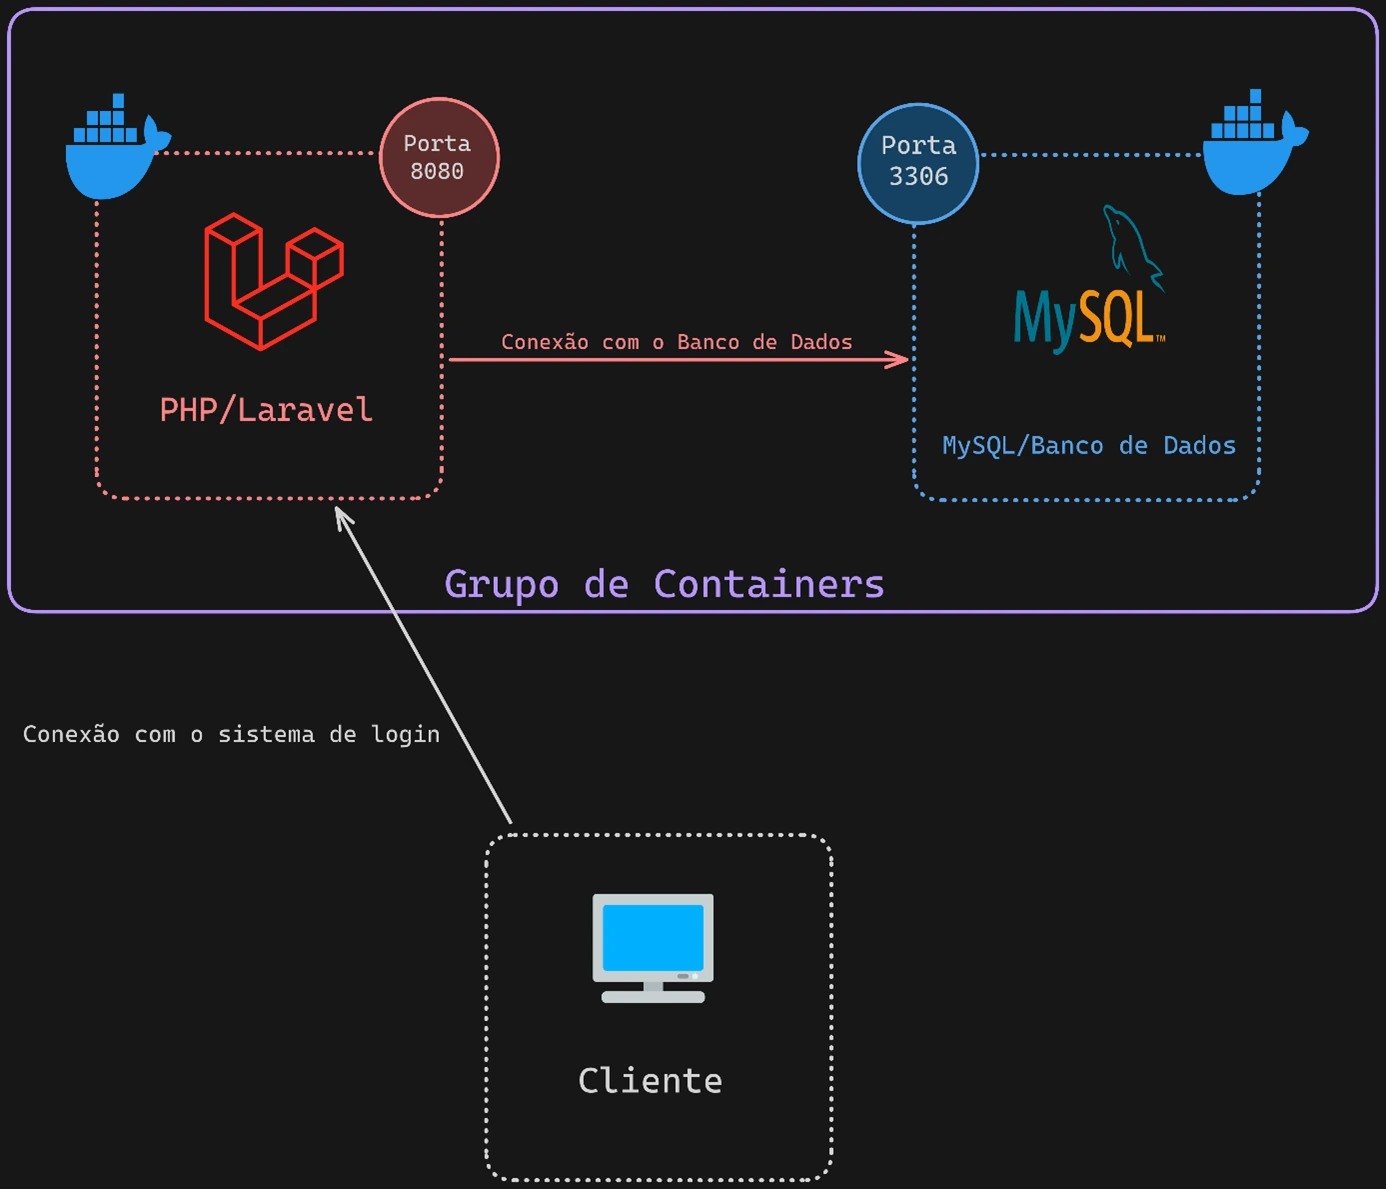 Porta
8080
Porta
3306
MySQL™
Conexão com o Banco de Dados
PHP/Laravel
MySQL/Banco de Dados
Grupo de Containers
Conexão com o sistema de login
Cliente